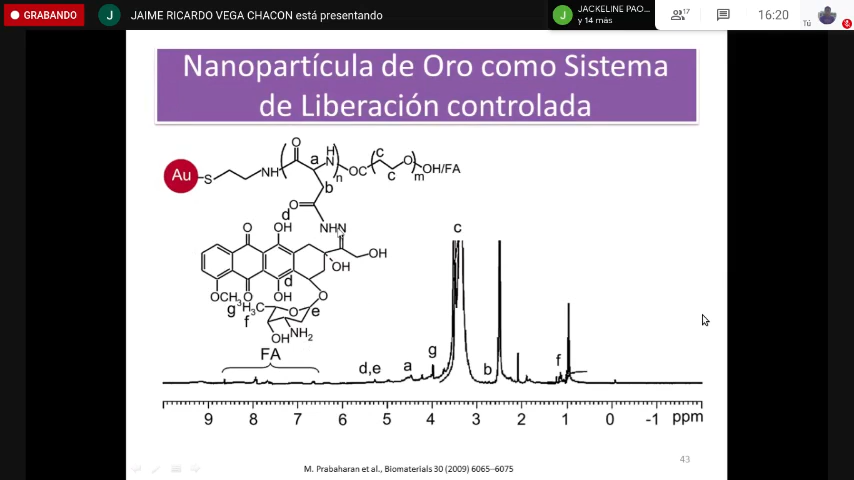 GRABANDO
J JAIME RICARDO VEGA CHACON está presentando
J JACKELINE PAO...
y 14 más
17
16:20
Tú
Nanopartícula de Oro como Sistema
de Liberación controlada
Au
S
NH
O
a
H
N
n
OC
c
c
O
m
OH/FA
b
O
d
OH
NHN
O
OH
OH
d
O
OCH3
OH
O
g
H3C
f
O
e
OH
NH2
c
FA
d,e
a
g
b
f
9 8 7 6 5 4 3 2 1 0 -1 ppm
43
M. Prabaharan et al., Biomaterials 30 (2009) 6065–6075